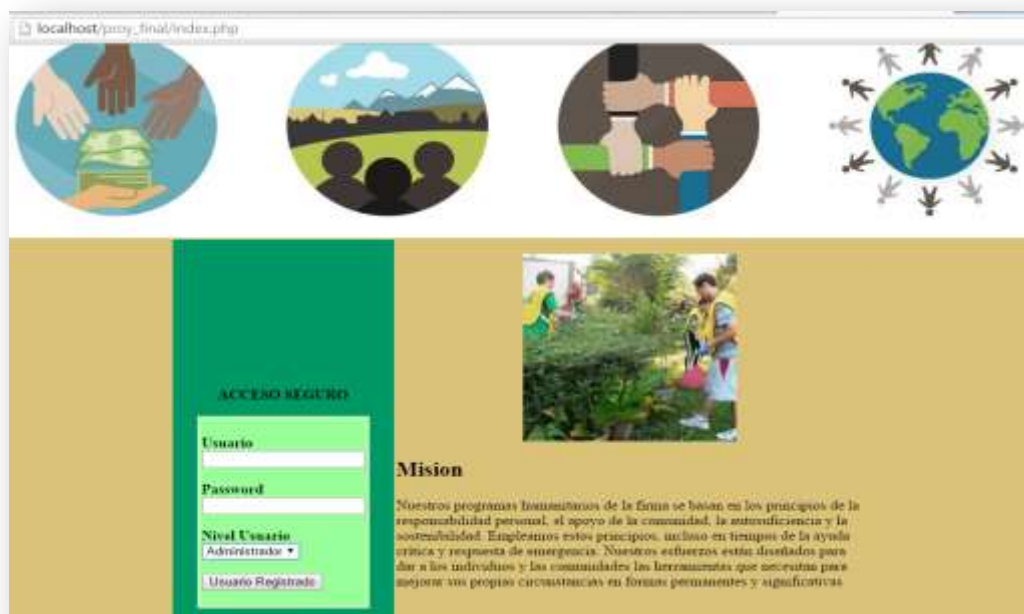 localhost/proy_final/index.php
ACCESO SEGURO
Usuario
Password
Nivel Usuario
Administrador
Usuario Registrado
Mision
Nuestros programas humanitarios de la firma se basan en los principios de la
responsabilidad personal, el apoyo de la comunidad, la autosuficiencia y la
sostenibilidad. Empleamos estos principios, incluso en tiempos de la ayuda
crítica y respuesta de emergencia. Nuestros esfuerzos están diseñados para
dar a los individuos y las comunidades las herramientas que necesitan para
mejorar sus propias circunstancias en formas permanentes y significativas